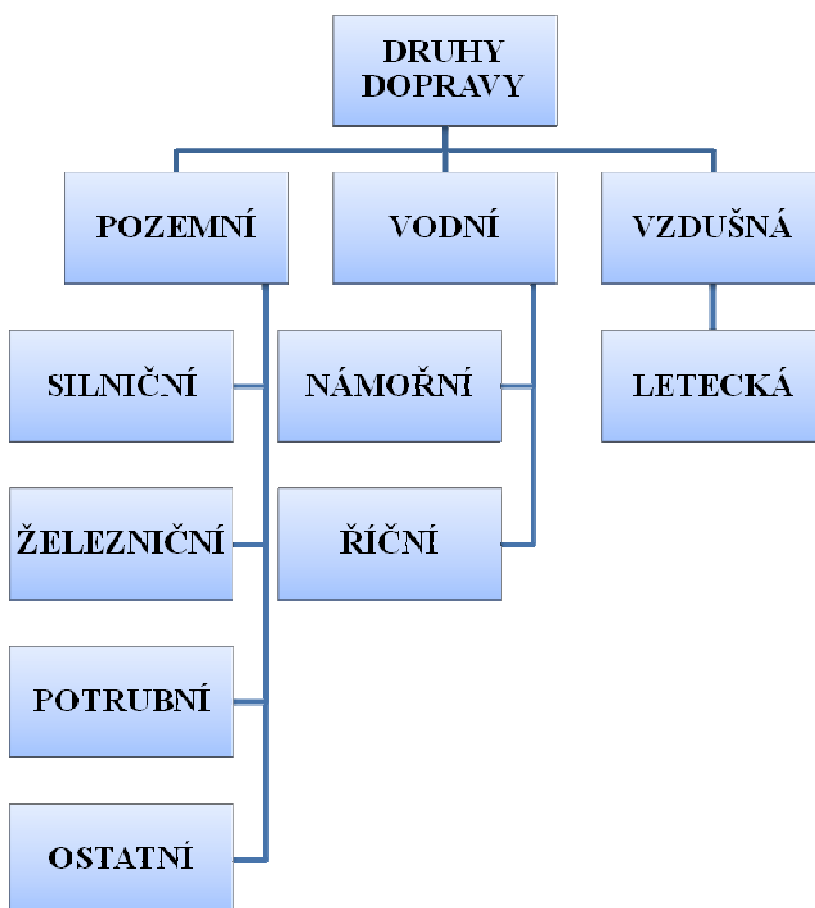 DRUHY
DOPRAVY
POZEMNÍ
VODNÍ
VZDUŠNÁ
SILNIČNÍ
NÁMOŘNÍ
LETECKÁ
ŽELEZNIČNÍ
ŘÍČNÍ
POTRUBNÍ
OSTATNÍ